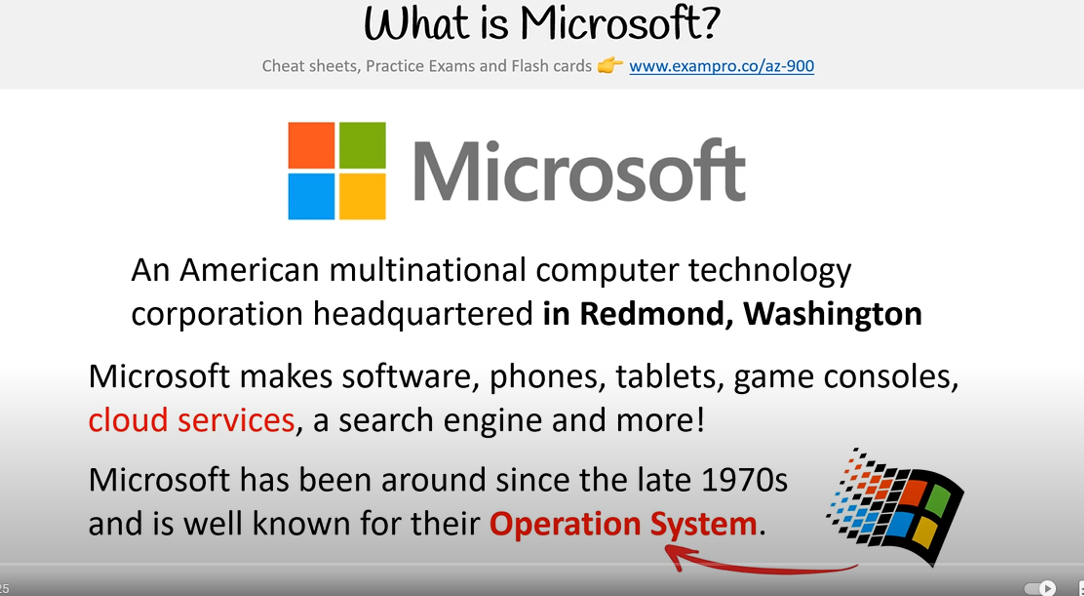 What is Microsoft?
Cheat sheets, Practice Exams and Flash cards 👉 www.exampro.co/az-900
Microsoft
An American multinational computer technology
corporation headquartered in Redmond, Washington
Microsoft makes software, phones, tablets, game consoles,
cloud services, a search engine and more!
Microsoft has been around since the late 1970s
and is well known for their Operation System.